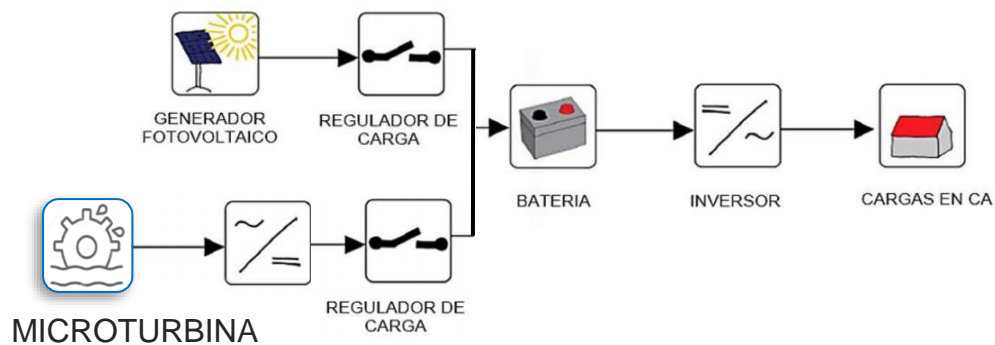 GENERADOR
FOTOVOLTAICO
REGULADOR DE
CARGA
BATERIA
INVERSOR
CARGAS EN CA
REGULADOR DE
CARGA
MICROTURBINA